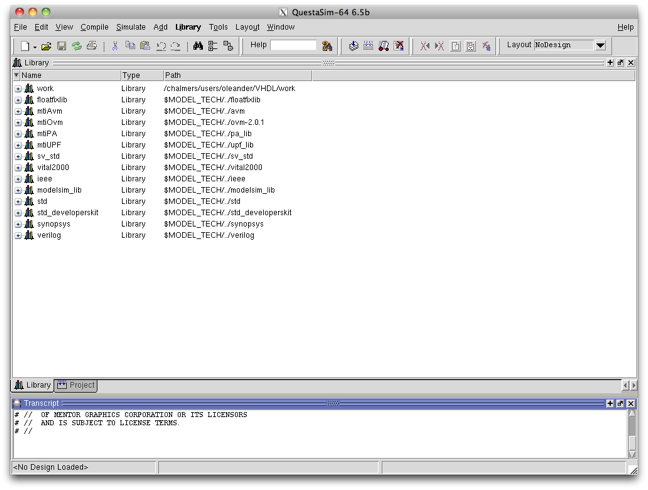 QuestaSim-64 6.5b
File Edit View Compile Simulate Add Library Tools Layout Window Help
Help Layout NoDesign
Library
Name Type Path
work Library /chalmers/users/oleander/VHDL/work
floatfixlib Library $MODEL_TECH/../floatfixlib
mtiAvm Library $MODEL_TECH/../avm
mtiOvm Library $MODEL_TECH/../ovm-2.0.1
mtiPA Library $MODEL_TECH/../pa_lib
mtiUPF Library $MODEL_TECH/../upf_lib
sv_std Library $MODEL_TECH/../sv_std
vital2000 Library $MODEL_TECH/../vital2000
ieee Library $MODEL_TECH/../ieee
modelsim_lib Library $MODEL_TECH/../modelsim_lib
std Library $MODEL_TECH/../std
std_developerskit Library $MODEL_TECH/../std_developerskit
synopsys Library $MODEL_TECH/../synopsys
verilog Library $MODEL_TECH/../verilog
Library Project
Transcript
# // OF MENTOR GRAPHICS CORPORATION OR ITS LICENSORS
# // AND IS SUBJECT TO LICENSE TERMS.
# //
<No Design Loaded>